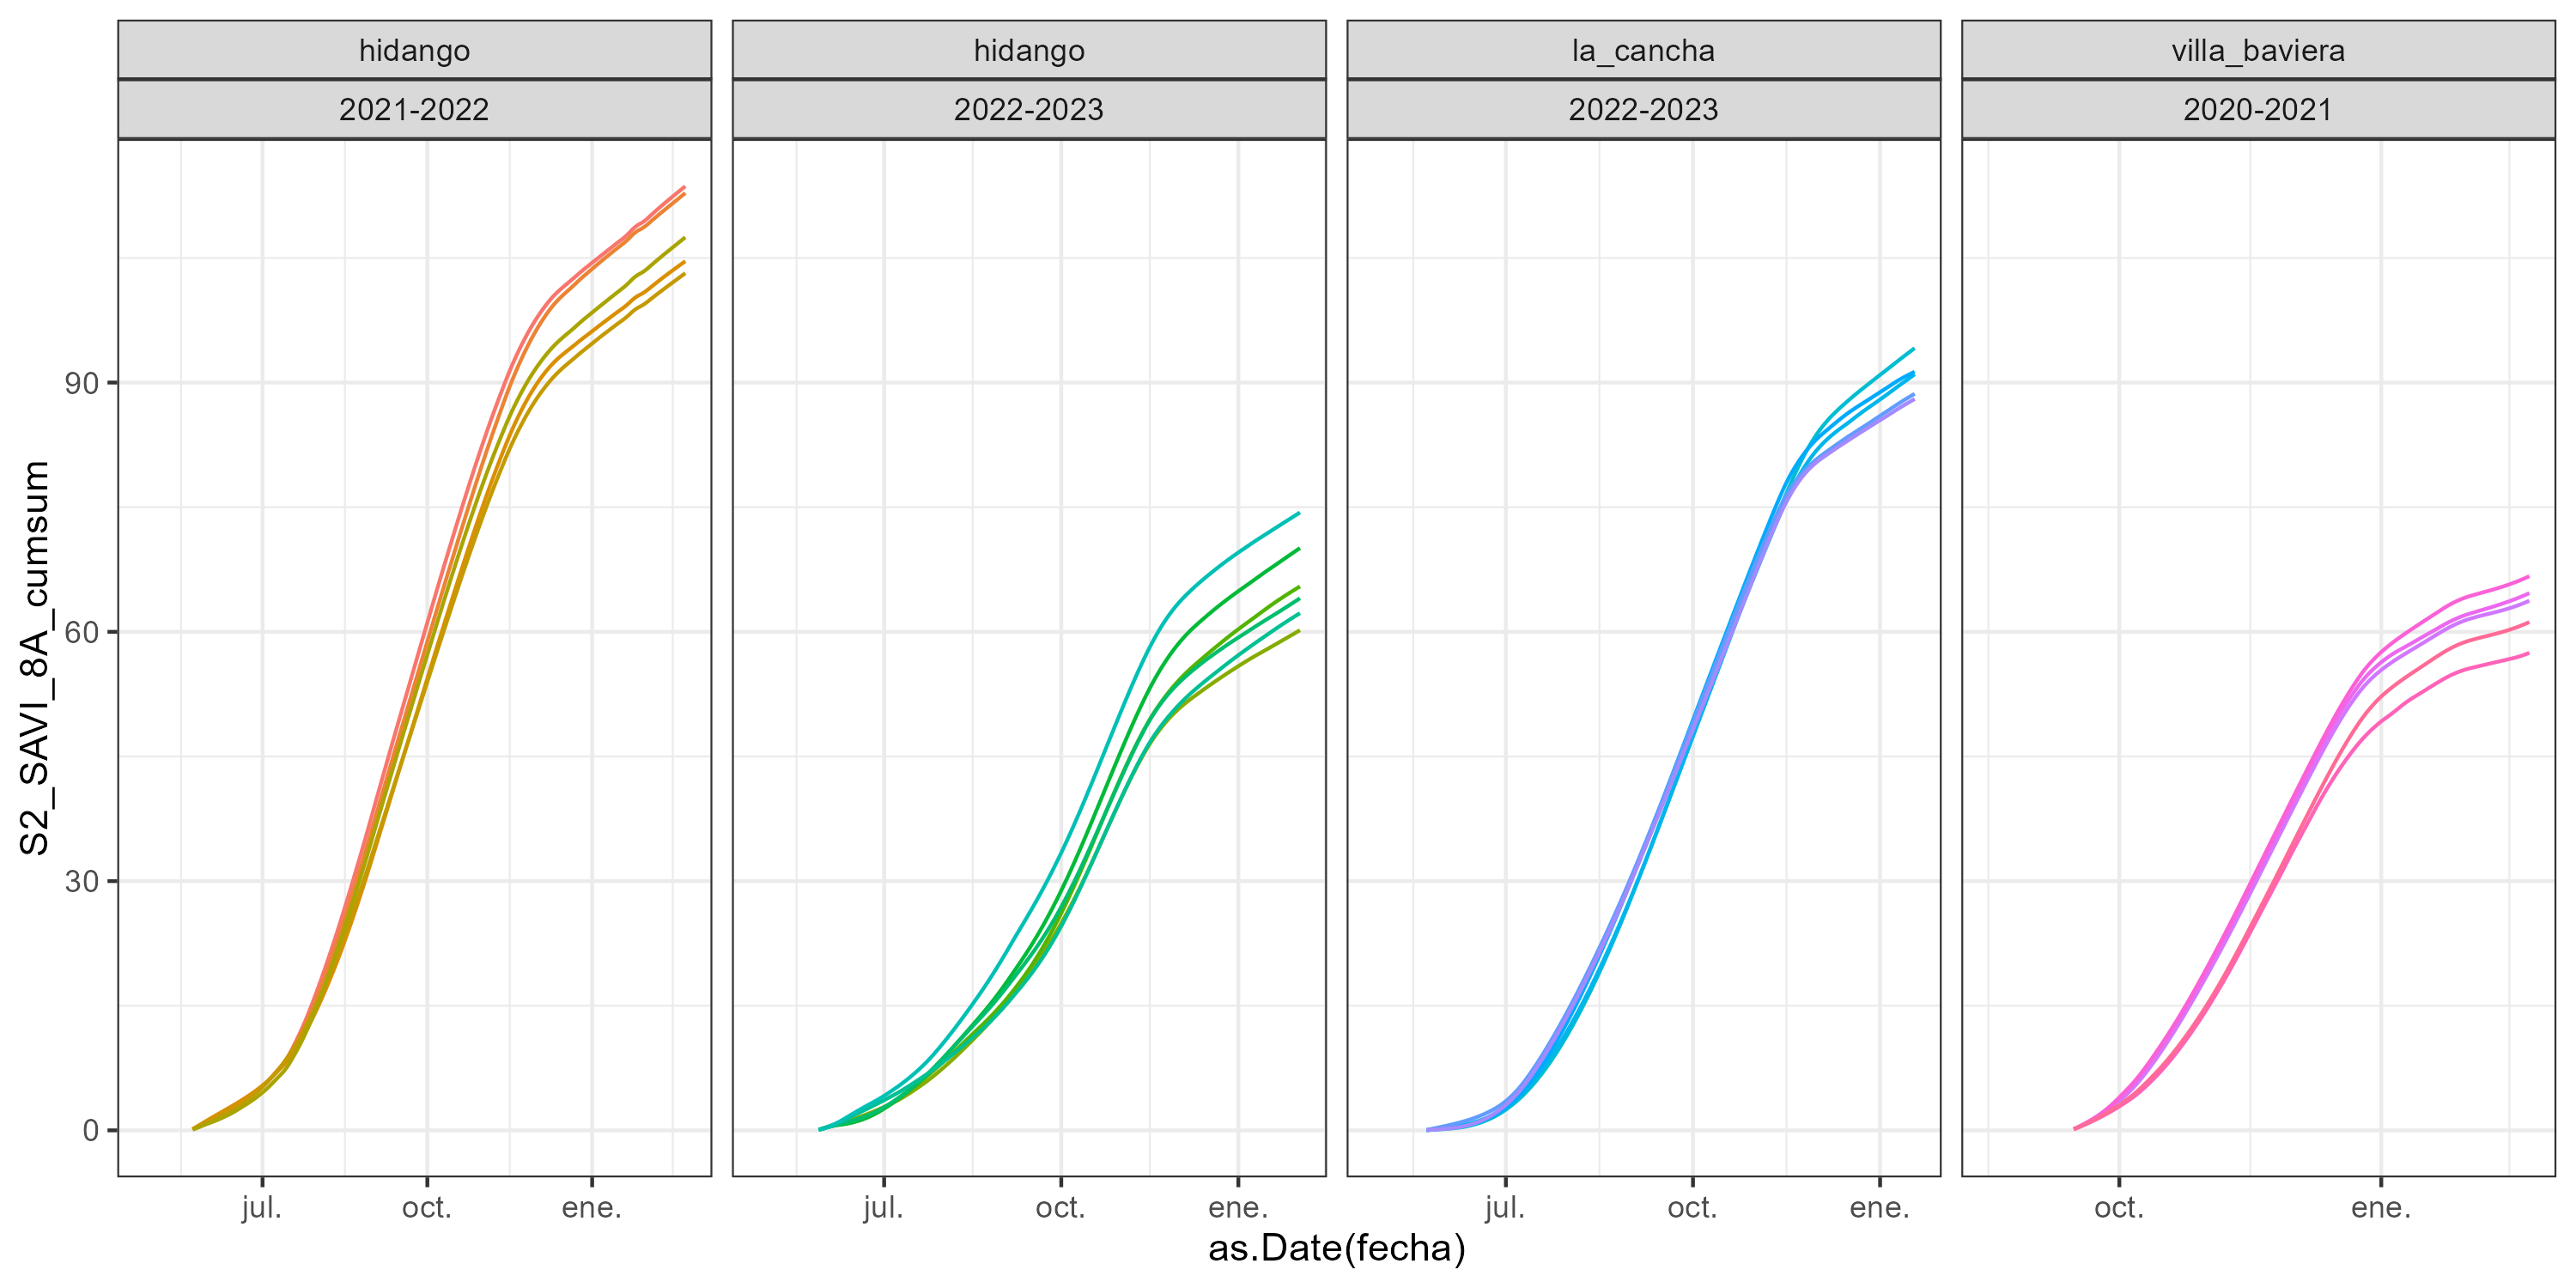 hidango
hidango
la_cancha
villa_baviera
2021-2022
2022-2023
2022-2023
2020-2021
S2_SAVI_8A_cumsum
90
60
30
0
jul.
oct.
ene.
jul.
oct.
ene.
jul.
oct.
ene.
oct.
ene.
as.Date(fecha)